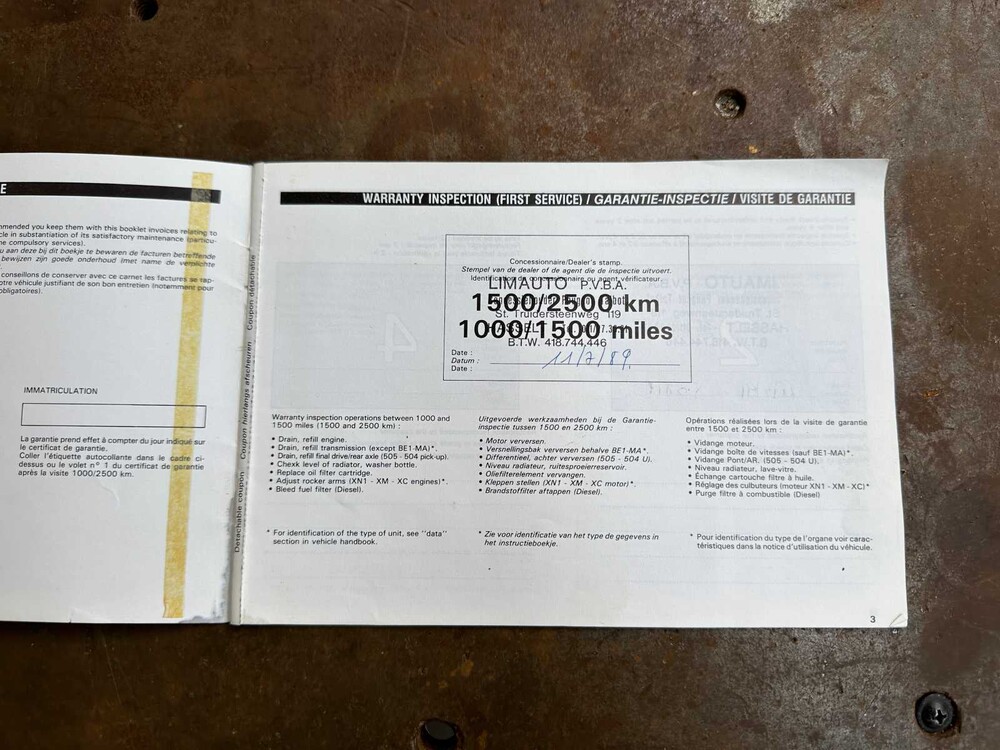 E
mmended you keep them with this booklet invoices relating to
cle in substantiation of its satisfactory maintenance (particu-
he compulsory services).
u aan deze bij dit boekje te bewaren de facturen betreffende
bewijzen zijn goede onderhoud (met name de verplichte
conseillons de conserver avec ce carnet les factures se rap-
otre véhicule justifiant de son bon entretien (notamment pour
obligatoires).
IMMATRICULATION
La garantie prend effet à compter du jour indiqué sur
le certificat de garantie.
Coller l'étiquette autocollante dans le cadre ci-
dessus ou le volet n° 1 du certificat de garantie
après la visite 1000/2500 km.
Detachable coupon Coupon hierlangs afscheuren Coupon détachable
WARRANTY INSPECTION (FIRST SERVICE) / GARANTIE-INSPECTIE / VISITE DE GARANTIE
Concessionnaire/Dealer's stamp.
Stempel van de dealer of de agent die de inspectie uitvoert.
Identification du concessionnaire ou agent vérificateur.
LIMAUTO P.V.B.A.
1500/2500 km
St. Truidersteenweg 119
HASSELT
1000/1500 miles
B.T.W. 418.744.446
Date :
Datum : 11/7/89
Date :
Warranty inspection operations between 1000 and
1500 miles (1500 and 2500 km) :
• Drain, refill engine.
• Drain, refill transmission (except BE1-MA)*.
• Drain, refill final drive/rear axle (505 - 504 pick-up).
• Chexk level of radiator, washer bottle.
• Replace oil filter cartridge.
• Adjust rocker arms (XN1 - XM - XC engines)*.
• Bleed fuel filter (Diesel).
* For identification of the type of unit, see "data"
section in vehicle handbook.
Uitgevoerde werkzaamheden bij de Garantie-
inspectie tussen 1500 en 2500 km :
• Motor verversen.
• Versnellingsbak verversen behalve BE1-MA*.
• Differentieel, achter verversen (505 - 504 U).
• Niveau radiateur, ruitesproeierreservoir.
• Oliefilterelement vervangen.
• Kleppen stellen (XN1 - XM - XC motor)*.
• Brandstoffilter aftappen (Diesel).
* Zie voor identificatie van het type de gegevens in
het instructieboekje.
Opérations réalisées lors de la visite de garantie
entre 1500 et 2500 km :
• Vidange moteur.
• Vidange boîte de vitesses (sauf BE1-MA)*.
• Vidange Pont/AR. (505 - 504 U).
• Niveau radiateur, lave-vitre.
• Échange cartouche filtre à huile.
• Réglage des culbuteurs (moteur XN1 - XM - XC)*
• Purge filtre à combustible (Diesel)
* Pour identification du type de l'organe voir carac-
téristiques dans la notice d'utilisation du véhicule.
3